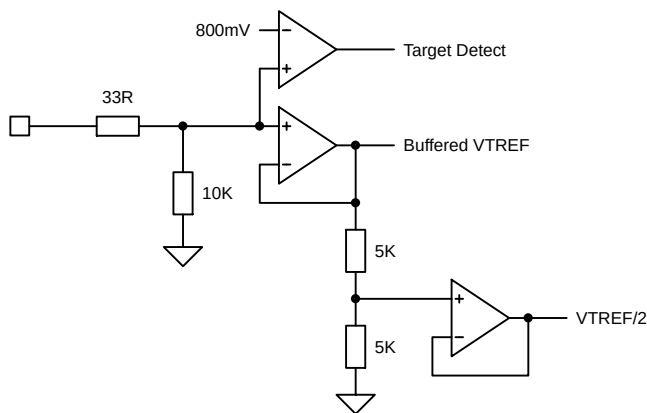 800mV
Target Detect
33R
Buffered VTREF
10K
5K
VTREF/2
5K